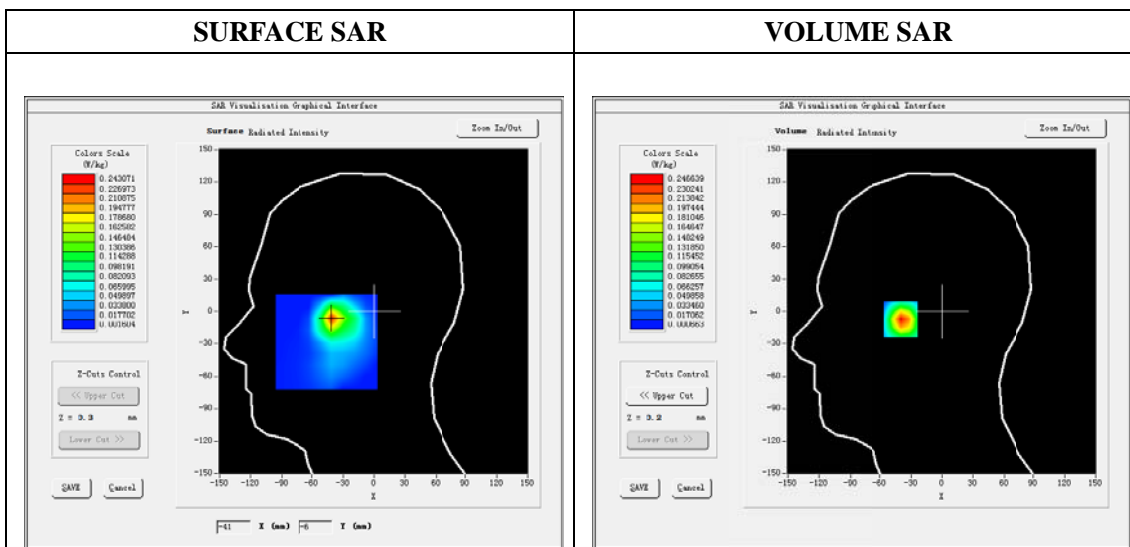 SURFACE SAR
VOLUME SAR
SAR Visualisation Graphical Interface
Surface Radiated Intensity
Zoom In/Out
Colors Scale
(W/kg)
0.243071
0.226973
0.210875
0.194777
0.178680
0.162582
0.146484
0.130386
0.114288
0.098191
0.082093
0.065995
0.049897
0.033800
0.017702
0.001604
Z-Cuts Control
<< Upper Cut
Z = 3.3 mm
Lower Cut >>
SAVE
Cancel
150
120
90
60
30
0
-30
-60
-90
-120
-150
Y
-150 -120 -90 -60 -30 0 30 60 90 120 150
X
-41 X (mm) -6 Y (mm)
SAR Visualisation Graphical Interface
Volume Radiated Intensity
Zoom In/Out
Colors Scale
(W/kg)
0.246639
0.230241
0.213842
0.197444
0.181046
0.164647
0.148249
0.131850
0.115452
0.099054
0.082655
0.066257
0.049858
0.033460
0.017062
0.000663
Z-Cuts Control
<< Upper Cut
Z = 3.2 mm
Lower Cut >>
SAVE
Cancel
150
120
90
60
30
0
-30
-60
-90
-120
-150
Y
-150 -120 -90 -60 -30 0 30 60 90 120 150
X